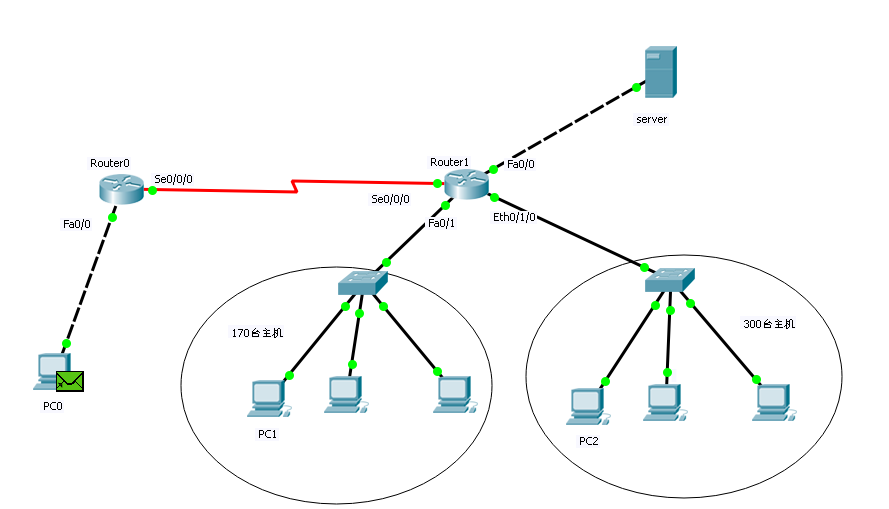 server
Router0
Se0/0/0
Router1
Fa0/0
Se0/0/0
Fa0/1
Eth0/1/0
Fa0/0
170台主机
300台主机
PC0
PC1
PC2